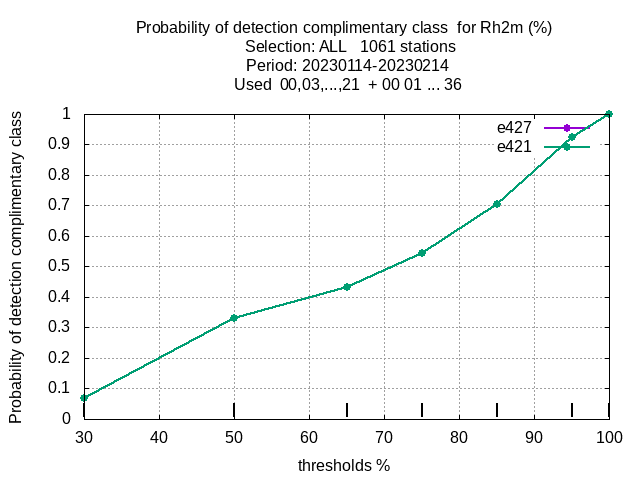 Probability of detection complimentary class  for Rh2m (%)
Selection: ALL   1061 stations
Period: 20230114-20230214
Used  00,03,...,21  + 00 01 ... 36
Probability of detection complimentary class
1
0.9
0.8
0.7
0.6
0.5
0.4
0.3
0.2
0.1
0
e427
e421
30 40 50 60 70 80 90 100
thresholds %